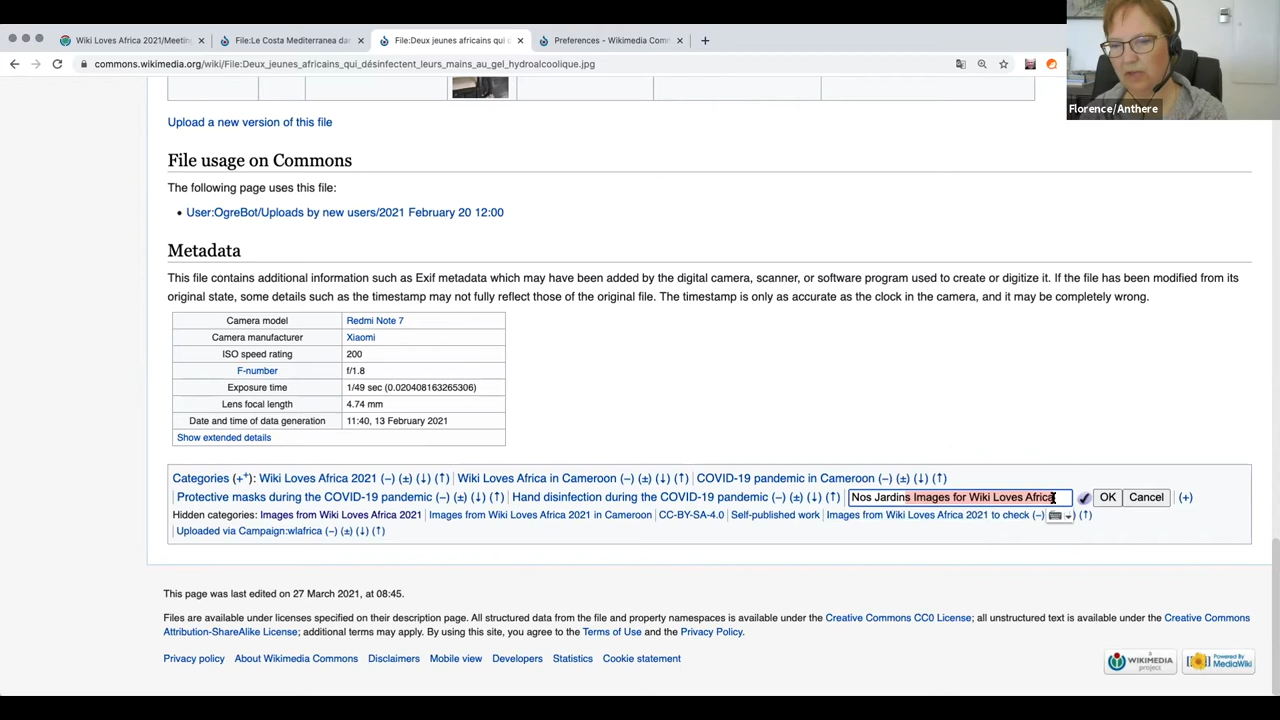 Wiki Loves Africa 2021/Meetin
File:Le Costa Mediterranea da
File:Deux jeunes africains qui d
Preferences - Wikimedia Com
commons.wikimedia.org/wiki/File:Deux_jeunes_africains_qui_désinfectent_leurs_mains_au_gel_hydroalcoolique.jpg
Florence/Anthere
Upload a new version of this file
File usage on Commons
The following page uses this file:
• User:OgreBot/Uploads by new users/2021 February 20 12:00
Metadata
This file contains additional information such as Exif metadata which may have been added by the digital camera, scanner, or software program used to create or digitize it. If the file has been modified from its
original state, some details such as the timestamp may not fully reflect those of the original file. The timestamp is only as accurate as the clock in the camera, and it may be completely wrong.
Camera model Redmi Note 7
Camera manufacturer Xiaomi
ISO speed rating 200
F-number f/1.8
Exposure time 1/49 sec (0.020408163265306)
Lens focal length 4.74 mm
Date and time of data generation 11:40, 13 February 2021
Show extended details
Categories (+⁺): Wiki Loves Africa 2021 (−) (±) (↓) (↑) | Wiki Loves Africa in Cameroon (−) (±) (↓) (↑) | COVID-19 pandemic in Cameroon (−) (±) (↓) (↑)
| Protective masks during the COVID-19 pandemic (−) (±) (↓) (↑) | Hand disinfection during the COVID-19 pandemic (−) (±) (↓) (↑) | Nos Jardins Images for Wiki Loves Africa OK Cancel (+)
Hidden categories: Images from Wiki Loves Africa 2021 | Images from Wiki Loves Africa 2021 in Cameroon | CC-BY-SA-4.0 | Self-published work | Images from Wiki Loves Africa 2021 to check (−) (↑)
| Uploaded via Campaign:wlafrica (−) (±) (↓) (↑)
This page was last edited on 27 March 2021, at 08:45.
Files are available under licenses specified on their description page. All structured data from the file and property namespaces is available under the Creative Commons CC0 License; all unstructured text is available under the Creative Commons
Attribution-ShareAlike License; additional terms may apply. By using this site, you agree to the Terms of Use and the Privacy Policy.
Privacy policy About Wikimedia Commons Disclaimers Mobile view Developers Statistics Cookie statement
A WIKIMEDIA project
Powered By MediaWiki